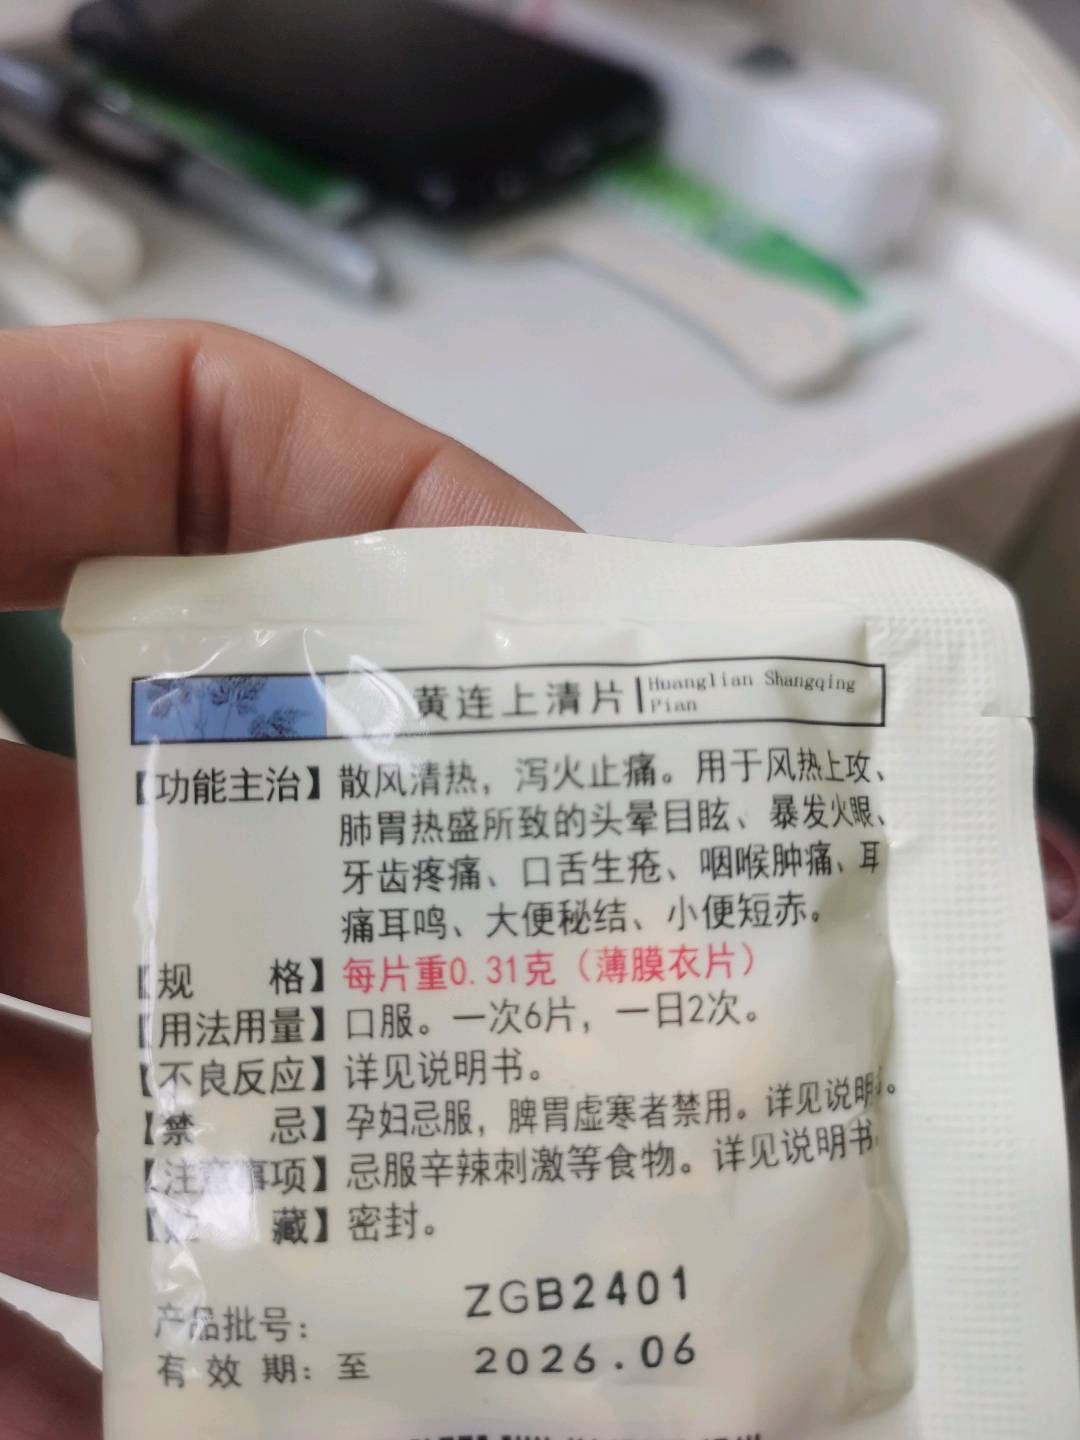 黄连上清片
Huanglian Shangqing
Pian
【功能主治】散风清热，泻火止痛。用于风热上攻、
肺胃热盛所致的头晕目眩、暴发火眼、
牙齿疼痛、口舌生疮、咽喉肿痛、耳
痛耳鸣、大便秘结、小便短赤。
【规 格】每片重0.31克（薄膜衣片）
【用法用量】口服。一次6片，一日2次。
【不良反应】详见说明书。
【禁 忌】孕妇忌服，脾胃虚寒者禁用。详见说明书。
【注意事项】忌服辛辣刺激等食物。详见说明书
【贮 藏】密封。
产品批号： ZGB2401
有 效 期：至 2026.06